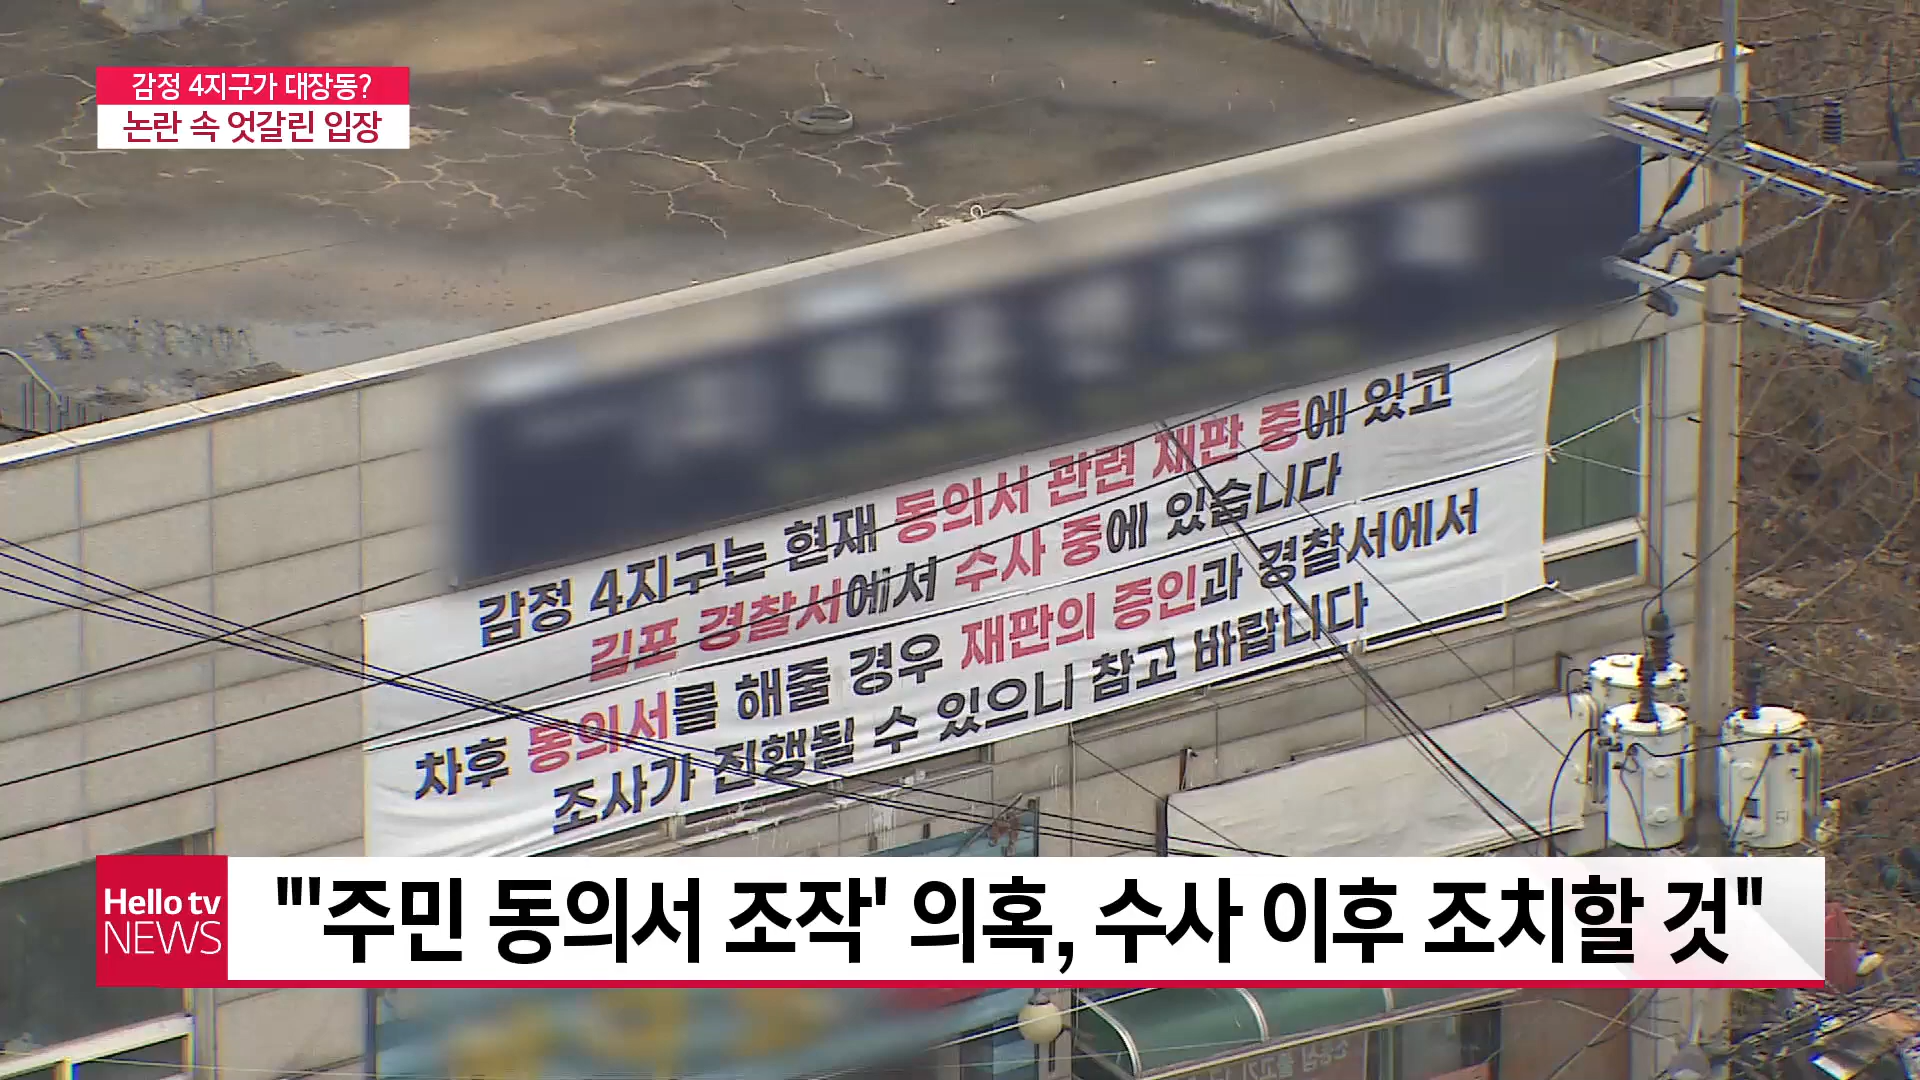 감정 4지구가 대장동?
논란 속 엇갈린 입장
감정 4지구는 현재 동의서 관련 재판 중에 있고
김포 경찰서에서 수사 중에 있습니다
차후 동의서를 해줄 경우 재판의 증인과 경찰서에서
조사가 진행될 수 있으니 참고 바랍니다
Hello tv
NEWS
"'주민 동의서 조작' 의혹, 수사 이후 조치할 것"